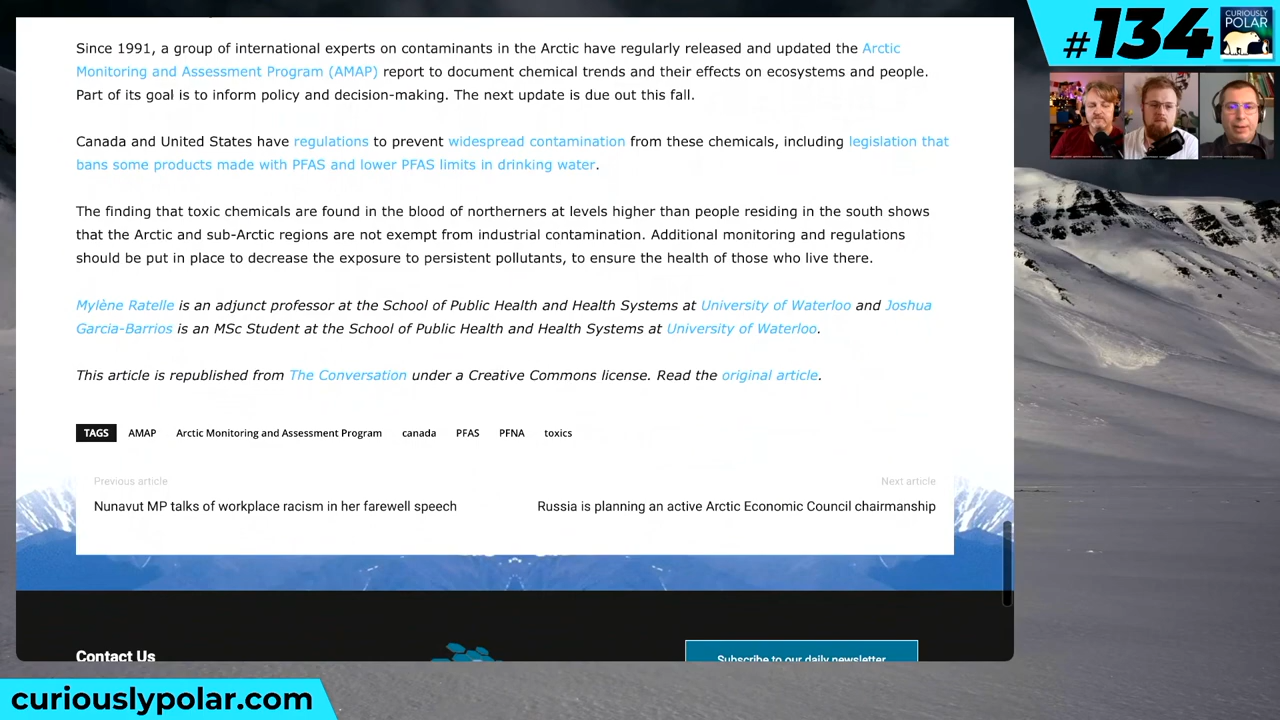 #134
CURIOUSLY
POLAR
Since 1991, a group of international experts on contaminants in the Arctic have regularly released and updated the Arctic
Monitoring and Assessment Program (AMAP) report to document chemical trends and their effects on ecosystems and people.
Part of its goal is to inform policy and decision-making. The next update is due out this fall.
Canada and United States have regulations to prevent widespread contamination from these chemicals, including legislation that
bans some products made with PFAS and lower PFAS limits in drinking water.
The finding that toxic chemicals are found in the blood of northerners at levels higher than people residing in the south shows
that the Arctic and sub-Arctic regions are not exempt from industrial contamination. Additional monitoring and regulations
should be put in place to decrease the exposure to persistent pollutants, to ensure the health of those who live there.
Mylène Ratelle is an adjunct professor at the School of Public Health and Health Systems at University of Waterloo and Joshua
Garcia-Barrios is an MSc Student at the School of Public Health and Health Systems at University of Waterloo.
This article is republished from The Conversation under a Creative Commons license. Read the original article.
TAGS AMAP Arctic Monitoring and Assessment Program canada PFAS PFNA toxics
Previous article Next article
Nunavut MP talks of workplace racism in her farewell speech Russia is planning an active Arctic Economic Council chairmanship
Contact Us Subscribe to our daily newsletter
curiouslypolar.com